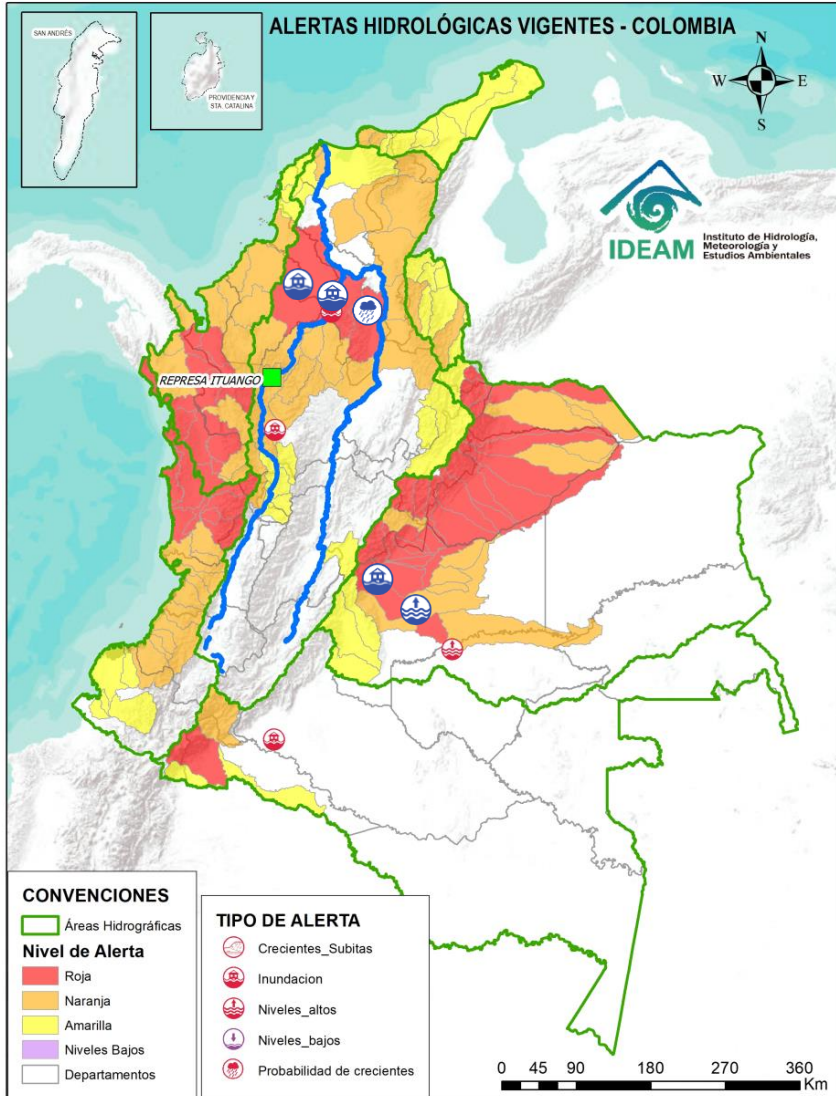 ALERTAS HIDROLÓGICAS VIGENTES - COLOMBIA
SAN ANDRÉS
PROVIDENCIA Y
STA. CATALINA
N
W
E
S
IDEAM
Instituto de Hidrología,
Meteorología y
Estudios Ambientales
REPRESA ITUANGO
CONVENCIONES
Áreas Hidrográficas
Nivel de Alerta
Roja
Naranja
Amarilla
Niveles Bajos
Departamentos
TIPO DE ALERTA
Crecientes_Subitas
Inundacion
Niveles_altos
Niveles_bajos
Probabilidad de crecientes
0 45 90 180 270 360
Km